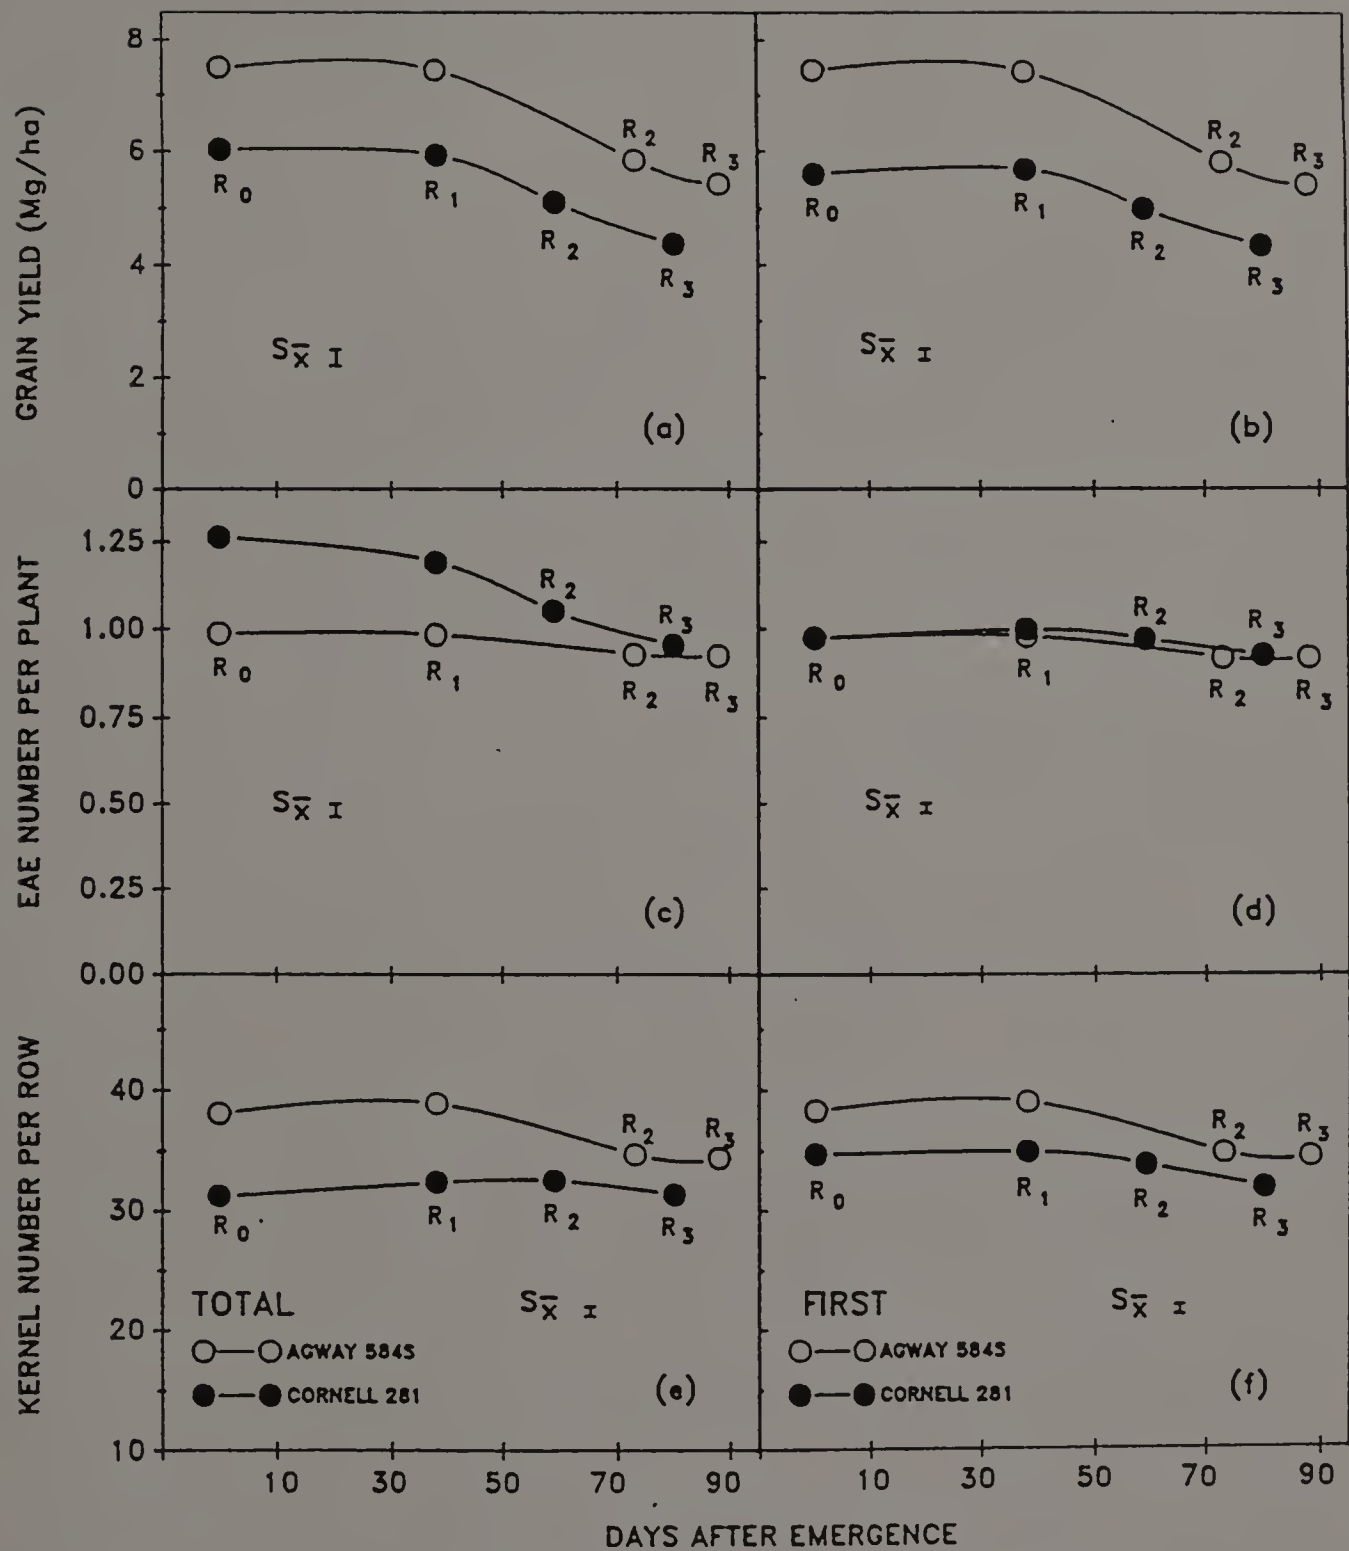 GRAIN YIELD (Mg/ha)
8
6
4
2
0
R0
R1
R2
R3
R2
R3
Sx̄ I
(a)
R0
R1
R2
R3
R2
R3
Sx̄ I
(b)
EAE NUMBER PER PLANT
1.25
1.00
0.75
0.50
0.25
0.00
R2
R3
R0
R1
R2
R3
Sx̄ I
(c)
R2
R3
R0
R1
R2
R3
Sx̄ I
(d)
KERNEL NUMBER PER ROW
40
30
20
10
R2
R3
R0
R1
R2
R3
TOTAL
Sx̄ I
AGWAY 584S
CORNELL 281
(e)
R2
R3
R0
R1
R2
R3
FIRST
Sx̄ I
AGWAY 584S
CORNELL 281
(f)
10 30 50 70 90
10 30 50 70 90
DAYS AFTER EMERGENCE